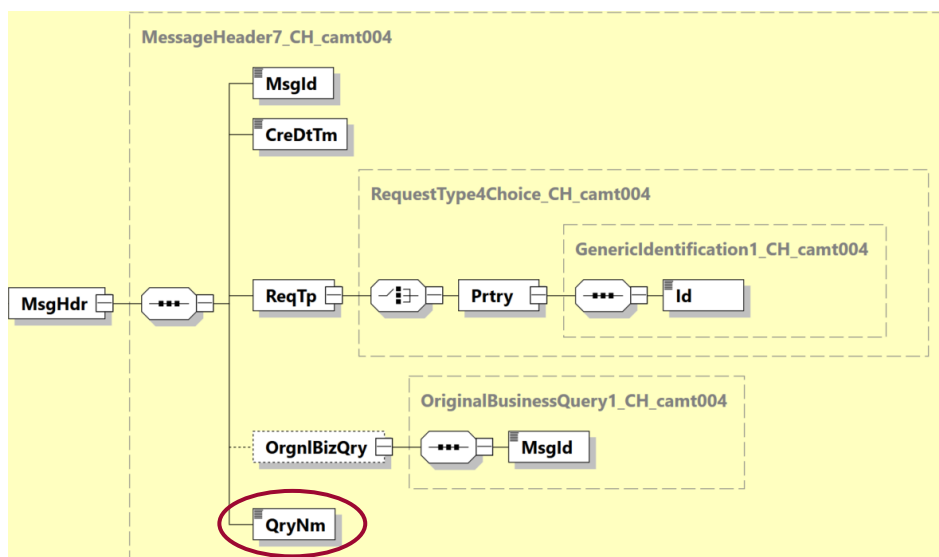 MessageHeader7_CH_camt004
MsgId
CreDtTm
RequestType4Choice_CH_camt004
GenericIdentification1_CH_camt004
MsgHdr
ReqTp
Prtry
Id
OriginalBusinessQuery1_CH_camt004
OrgnlBizQry
MsgId
QryNm